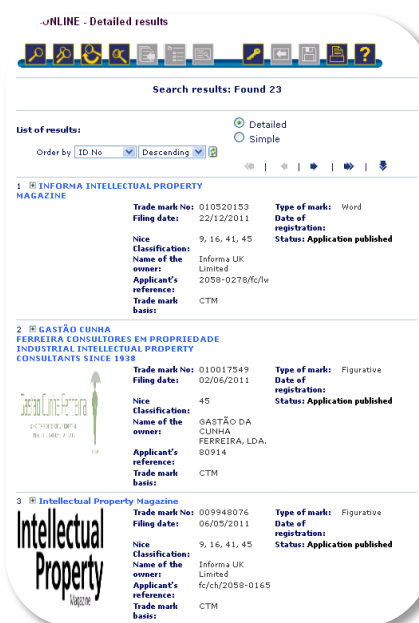 ONLINE - Detailed results
Search results: Found 23
List of results:
Detailed
Simple
Order by ID No Descending
1 INFORMA INTELLECTUAL PROPERTY
MAGAZINE
Trade mark No: 010520153 Type of mark: Word
Filing date: 22/12/2011 Date of
registration:
Nice 9, 16, 41, 45 Status: Application published
Classification:
Name of the Informa UK
owner: Limited
Applicant's 2058-0278/fc/lw
reference:
Trade mark CTM
basis:
2 GASTÃO CUNHA
FERREIRA CONSULTORES EM PROPRIEDADE
INDUSTRIAL INTELLECTUAL PROPERTY
CONSULTANTS SINCE 1938
Trade mark No: 010017549 Type of mark: Figurative
Filing date: 02/06/2011 Date of
registration:
Nice 45 Status: Application published
Classification:
Name of the GASTÃO DA
owner: CUNHA
FERREIRA, LDA.
Applicant's 80914
reference:
Trade mark CTM
basis:
Gastão Cunha Ferreira
3 Intellectual Property Magazine
Trade mark No: 009948076 Type of mark: Figurative
Filing date: 06/05/2011 Date of
registration:
Nice 9, 16, 41, 45 Status: Application published
Classification:
Name of the Informa UK
owner: Limited
Applicant's fc/ch/2058-0165
reference:
Trade mark CTM
basis:
Intellectual
Property
Magazine